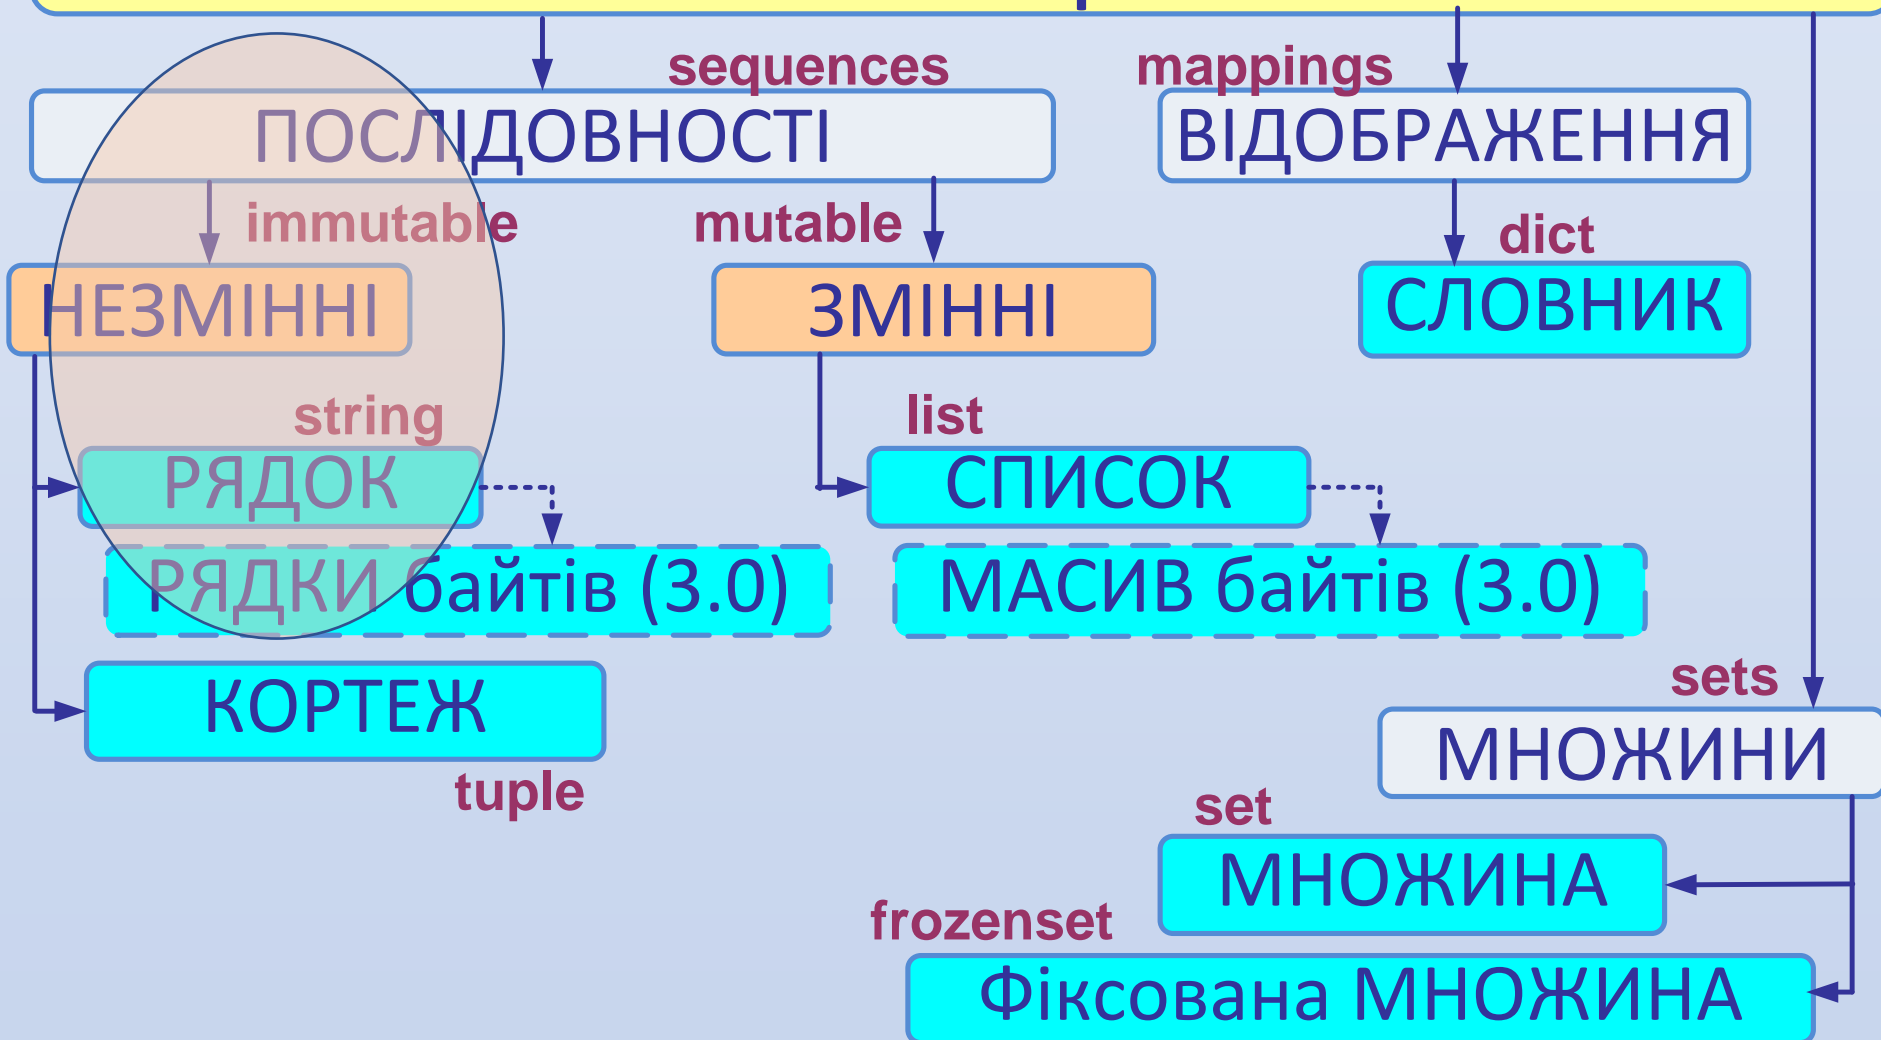 sequences
mappings
ПОСЛІДОВНОСТІ
ВІДОБРАЖЕННЯ
immutable
mutable
dict
НЕЗМІННІ
ЗМІННІ
СЛОВНИК
string
list
РЯДОК
СПИСОК
РЯДКИ байтів (3.0)
МАСИВ байтів (3.0)
КОРТЕЖ
sets
tuple
МНОЖИНИ
set
МНОЖИНА
frozenset
Фіксована МНОЖИНА